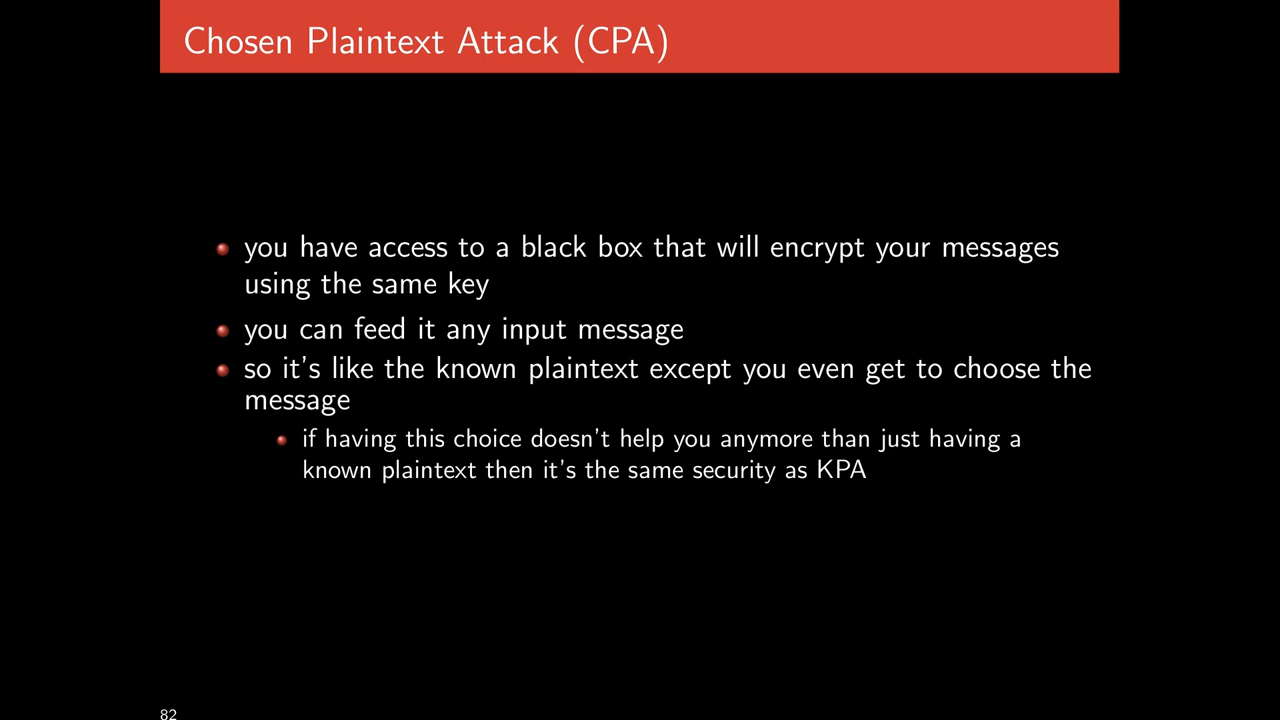 Chosen Plaintext Attack (CPA)
you have access to a black box that will encrypt your messages
using the same key
you can feed it any input message
so it's like the known plaintext except you even get to choose the
message
if having this choice doesn't help you anymore than just having a
known plaintext then it's the same security as KPA
82